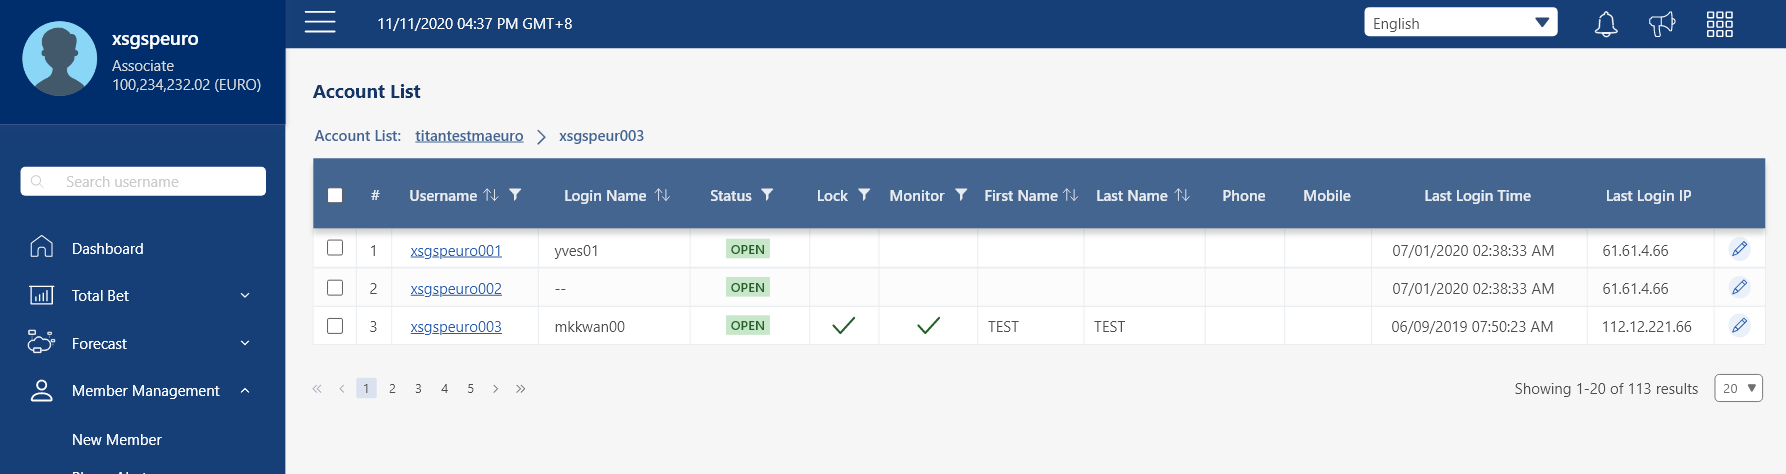 xsgspeuro
Associate
100,234,232.02 (EURO)
Search username
Dashboard
Total Bet
Forecast
Member Management
New Member
11/11/2020 04:37 PM GMT+8
English
Account List
Account List: titantestmaeuro > xsgspeur003
# Username Login Name Status Lock Monitor First Name Last Name Phone Mobile Last Login Time Last Login IP
1 xsgspeuro001 yves01 OPEN 07/01/2020 02:38:33 AM 61.61.4.66
2 xsgspeuro002 -- OPEN 07/01/2020 02:38:33 AM 61.61.4.66
3 xsgspeuro003 mkkwan00 OPEN TEST TEST 06/09/2019 07:50:23 AM 112.12.221.66
« ‹ 1 2 3 4 5 › »
Showing 1-20 of 113 results 20